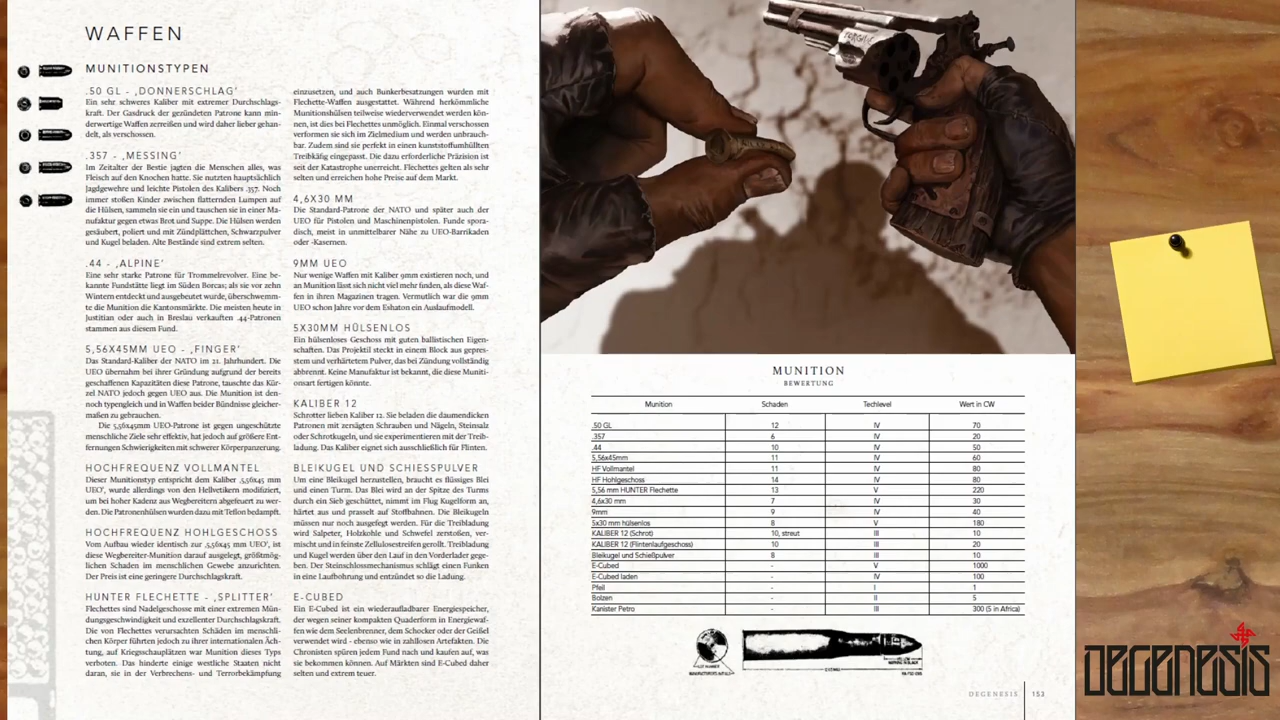 WAFFEN
MUNITIONSTYPEN
.50 GL - ‚DONNERSCHLAG'
Ein sehr schweres Kaliber mit extremer Durchschlags-
kraft. Der Gasdruck der gezündeten Patrone kann min-
derwertige Waffen zerreißen und wird daher lieber gehan-
delt, als verschossen.
.357 - ‚MESSING'
Im Zeitalter der Bestie jagten die Menschen alles, was
Fleisch auf den Knochen hatte. Sie nutzten hauptsächlich
Jagdgewehre und leichte Pistolen des Kalibers .357. Noch
immer stoßen Kinder zwischen flatternden Lumpen auf
die Hülsen, sammeln sie ein und tauschen sie in einer Ma-
nufaktur gegen etwas Brot und Suppe. Die Hülsen werden
gesäubert, poliert und mit Zündplättchen, Schwarzpulver
und Kugel beladen. Alte Bestände sind extrem selten.
.44 - ‚ALPINE'
Eine sehr starke Patrone für Trommelrevolver. Eine be-
kannte Fundstätte liegt im Süden Borcas; als sie vor zehn
Wintern entdeckt und ausgebeutet wurde, überschwemm-
te die Munition die Kantonsmärkte. Die meisten heute in
Justitian oder auch in Breslau verkauften .44-Patronen
stammen aus diesem Fund.
5,56X45MM UEO - ‚FINGER'
Das Standard-Kaliber der NATO im 21. Jahrhundert. Die
UEO übernahm bei ihrer Gründung aufgrund der bereits
geschaffenen Kapazitäten diese Patrone, tauschte das Kür-
zel NATO jedoch gegen UEO aus. Die Munition ist den-
noch typengleich und in Waffen beider Bündnisse gleicher-
maßen zu gebrauchen.
Die 5,56x45mm UEO-Patrone ist gegen ungeschützte
menschliche Ziele sehr effektiv, hat jedoch auf größere Ent-
fernungen Schwierigkeiten mit schwerer Körperpanzerung.
HOCHFREQUENZ VOLLMANTEL
Dieser Munitionstyp entspricht dem Kaliber ‚5,56x45 mm
UEO', wurde allerdings von den Hellvetikern modifiziert,
um bei hoher Kadenz aus Wegbereitern abgefeuert zu wer-
den. Die Patronenhülsen wurden dazu mit Teflon bedampft.
HOCHFREQUENZ HOHLGESCHOSS
Vom Aufbau wieder identisch zur ‚5,56x45 mm UEO', ist
diese Wegbereiter-Munition darauf ausgelegt, größtmög-
lichen Schaden im menschlichen Gewebe anzurichten.
Der Preis ist eine geringere Durchschlagskraft.
HUNTER FLECHETTE - ‚SPLITTER'
Flechettes sind Nadelgeschosse mit einer extremen Mün-
dungsgeschwindigkeit und exzellenter Durchschlagskraft.
Die von Flechettes verursachten Schäden im menschli-
chen Körper führten jedoch zu ihrer internationalen Äch-
tung, auf Kriegsschauplätzen war Munition dieses Typs
verboten. Das hinderte einige westliche Staaten nicht
daran, sie in der Verbrechens- und Terrorbekämpfung
einzusetzen, und auch Bunkerbesatzungen wurden mit
Flechette-Waffen ausgestattet. Während herkömmliche
Munitionshülsen teilweise wiederverwendet werden kön-
nen, ist dies bei Flechettes unmöglich. Einmal verschossen
verformen sie sich im Zielmedium und werden unbrauch-
bar. Zudem sind sie perfekt in einen kunststoffumhüllten
Treibkäfig eingepasst. Die dazu erforderliche Präzision ist
seit der Katastrophe unerreicht. Flechettes gelten als sehr
selten und erreichen hohe Preise auf dem Markt.
4,6X30 MM
Die Standard-Patrone der NATO und später auch der
UEO für Pistolen und Maschinenpistolen. Funde spora-
disch, meist in unmittelbarer Nähe zu UEO-Barrikaden
oder -Kasernen.
9MM UEO
Nur wenige Waffen mit Kaliber 9mm existieren noch, und
an Munition lässt sich nicht viel mehr finden, als diese Waf-
fen in ihren Magazinen tragen. Vermutlich war die 9mm
UEO schon Jahre vor dem Eshaton ein Auslaufmodell.
5X30MM HÜLSENLOS
Ein hülsenloses Geschoss mit guten ballistischen Eigen-
schaften. Das Projektil steckt in einem Block aus gepres-
stem und verhärtetem Pulver, das bei Zündung vollständig
abbrennt. Keine Manufaktur ist bekannt, die diese Muniti-
onsart fertigen könnte.
KALIBER 12
Schrotter lieben Kaliber 12. Sie beladen die daumendicken
Patronen mit zersägten Schrauben und Nägeln, Steinsalz
oder Schrotkugeln, und sie experimentieren mit der Treib-
ladung. Das Kaliber eignet sich ausschließlich für Flinten.
BLEIKUGEL UND SCHIESSPULVER
Um eine Bleikugel herzustellen, braucht es flüssiges Blei
und einen Turm. Das Blei wird an der Spitze des Turms
durch ein Sieb geschüttet, nimmt im Flug Kugelform an,
härtet aus und prasselt auf Stoffbahnen. Die Bleikugeln
müssen nur noch ausgefegt werden. Für die Treibladung
wird Salpeter, Holzkohle und Schwefel zerstoßen, ver-
mischt und in feinste Zellulosestreifen gerollt. Treibladung
und Kugel werden über den Lauf in den Vorderlader gege-
ben. Der Steinschlossmechanismus schlägt einen Funken
in eine Laufbohrung und entzündet so die Ladung.
E-CUBED
Ein E-Cubed ist ein wiederaufladbarer Energiespeicher,
der wegen seiner kompakten Quaderform in Energiewaf-
fen wie dem Seelenbrenner, dem Schocker oder der Geißel
verwendet wird - ebenso wie in zahllosen Artefakten. Die
Chronisten spüren jedem Fund nach und kaufen auf, was
sie bekommen können. Auf Märkten sind E-Cubed daher
selten und extrem teuer.
MUNITION
BEWERTUNG
Munition Schaden Techlevel Wert in CW
.50 GL 12 IV 70
.357 6 IV 20
.44 10 IV 50
5,56x45mm 11 IV 60
HF Vollmantel 11 IV 80
HF Hohlgeschoss 14 IV 80
5,56 mm HUNTER Flechette 13 V 220
4,6x30 mm 7 IV 30
9mm 9 IV 40
5x30 mm hülsenlos 8 V 180
KALIBER 12 (Schrot) 10, streut III 10
KALIBER 12 (Flintenlaufgeschoss) 10 III 20
Bleikugel und Schießpulver 8 III 10
E-Cubed - V 1000
E-Cubed laden - IV 100
Pfeil - I 1
Bolzen - II 5
Kanister Petro - III 300 (5 in Africa)
DEGENESIS 153
DEGENESIS